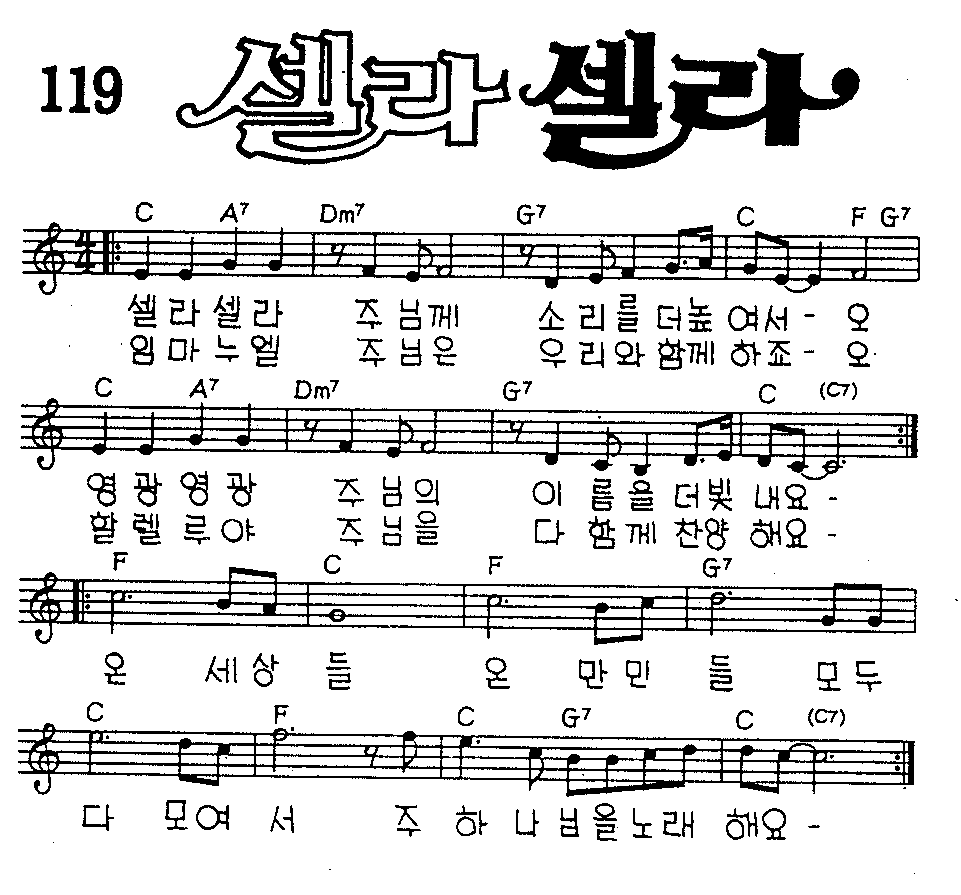 119 셀라 셀라
C A7 Dm7 G7 C F G7
셀라셀라 주님께 소리를 더높여서- 오
임마누엘 주님은 우리와 함께 하죠- 오
C A7 Dm7 G7 C (C7)
영광영광 주님의 이름을 더빛내요-
할렐루야 주님을 다 함께 찬양해요-
F C F G7
온 세상들 온 만민들 모두
C F C G7 C (C7)
다 모여서 주 하나님을노래 해요-